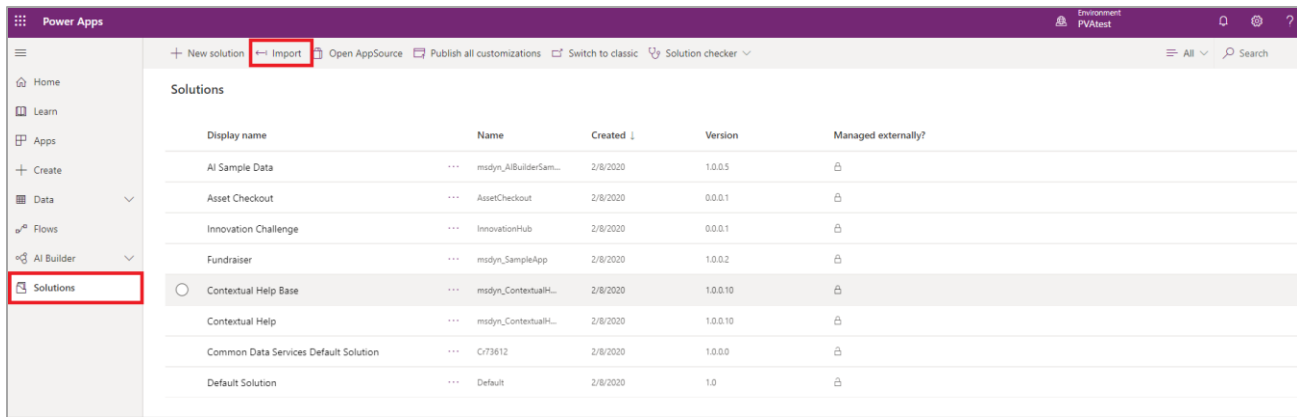 Power Apps
Environment
PVAtest
?
New solution Import Open AppSource Publish all customizations Switch to classic Solution checker All Search
Home
Learn
Apps
Create
Data
Flows
AI Builder
Solutions
Solutions
Display name Name Created ↓ Version Managed externally?
AI Sample Data ... msdyn_AIBuilderSam... 2/8/2020 1.0.0.5
Asset Checkout ... AssetCheckout 2/8/2020 0.0.0.1
Innovation Challenge ... InnovationHub 2/8/2020 0.0.0.1
Fundraiser ... msdyn_SampleApp 2/8/2020 1.0.0.2
Contextual Help Base ... msdyn_ContextualH... 2/8/2020 1.0.0.10
Contextual Help ... msdyn_ContextualH... 2/8/2020 1.0.0.10
Common Data Services Default Solution ... Cr73612 2/8/2020 1.0.0.0
Default Solution ... Default 2/8/2020 1.0